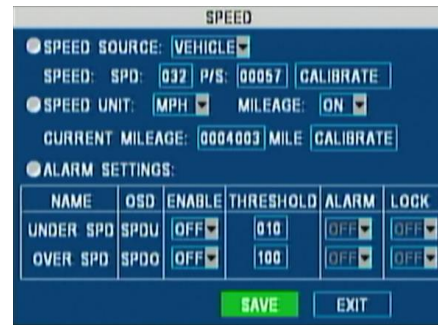 SPEED
SPEED SOURCE: VEHICLE
SPEED: SPD: 032 P/S: 00057 CALIBRATE
SPEED UNIT: MPH MILEAGE: ON
CURRENT MILEAGE: 0004003 MILE CALIBRATE
ALARM SETTINGS:
NAME OSD ENABLE THRESHOLD ALARM LOCK
UNDER SPD SPDU OFF 010 OFF OFF
OVER SPD SPDO OFF 100 OFF OFF
SAVE EXIT